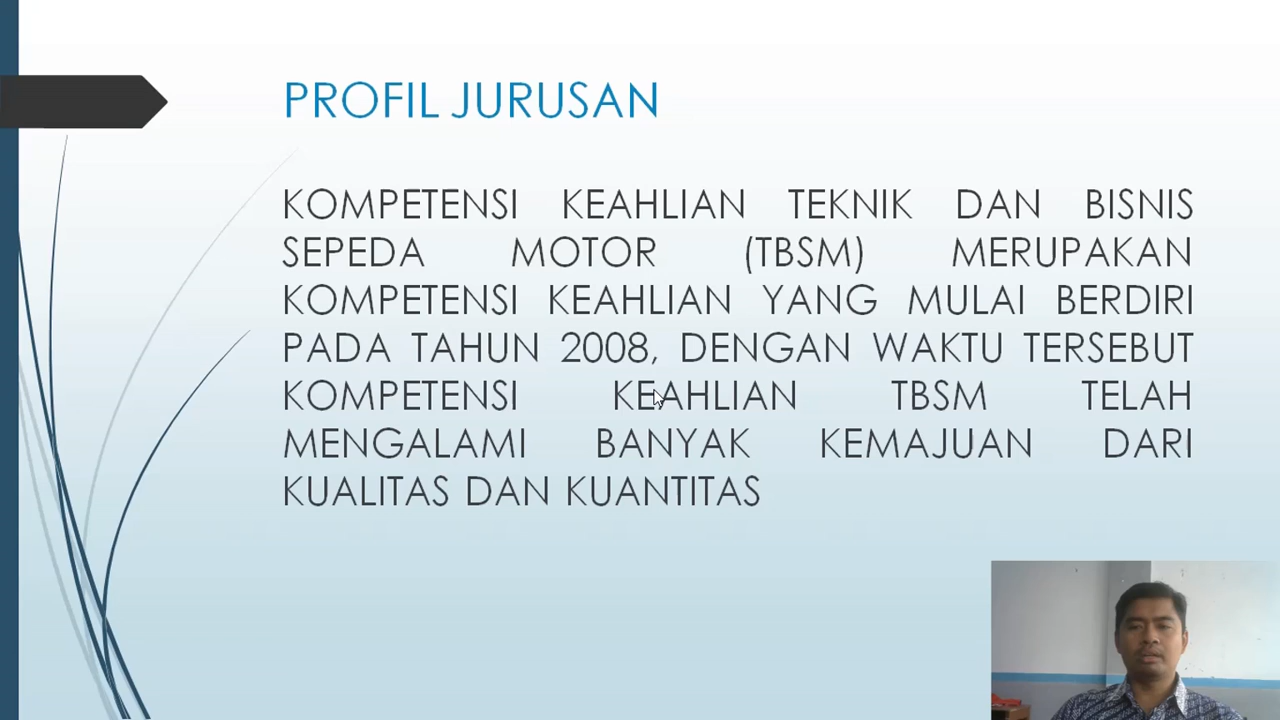 PROFIL JURUSAN
KOMPETENSI KEAHLIAN TEKNIK DAN BISNIS
SEPEDA MOTOR (TBSM) MERUPAKAN
KOMPETENSI KEAHLIAN YANG MULAI BERDIRI
PADA TAHUN 2008, DENGAN WAKTU TERSEBUT
KOMPETENSI KEAHLIAN TBSM TELAH
MENGALAMI BANYAK KEMAJUAN DARI
KUALITAS DAN KUANTITAS